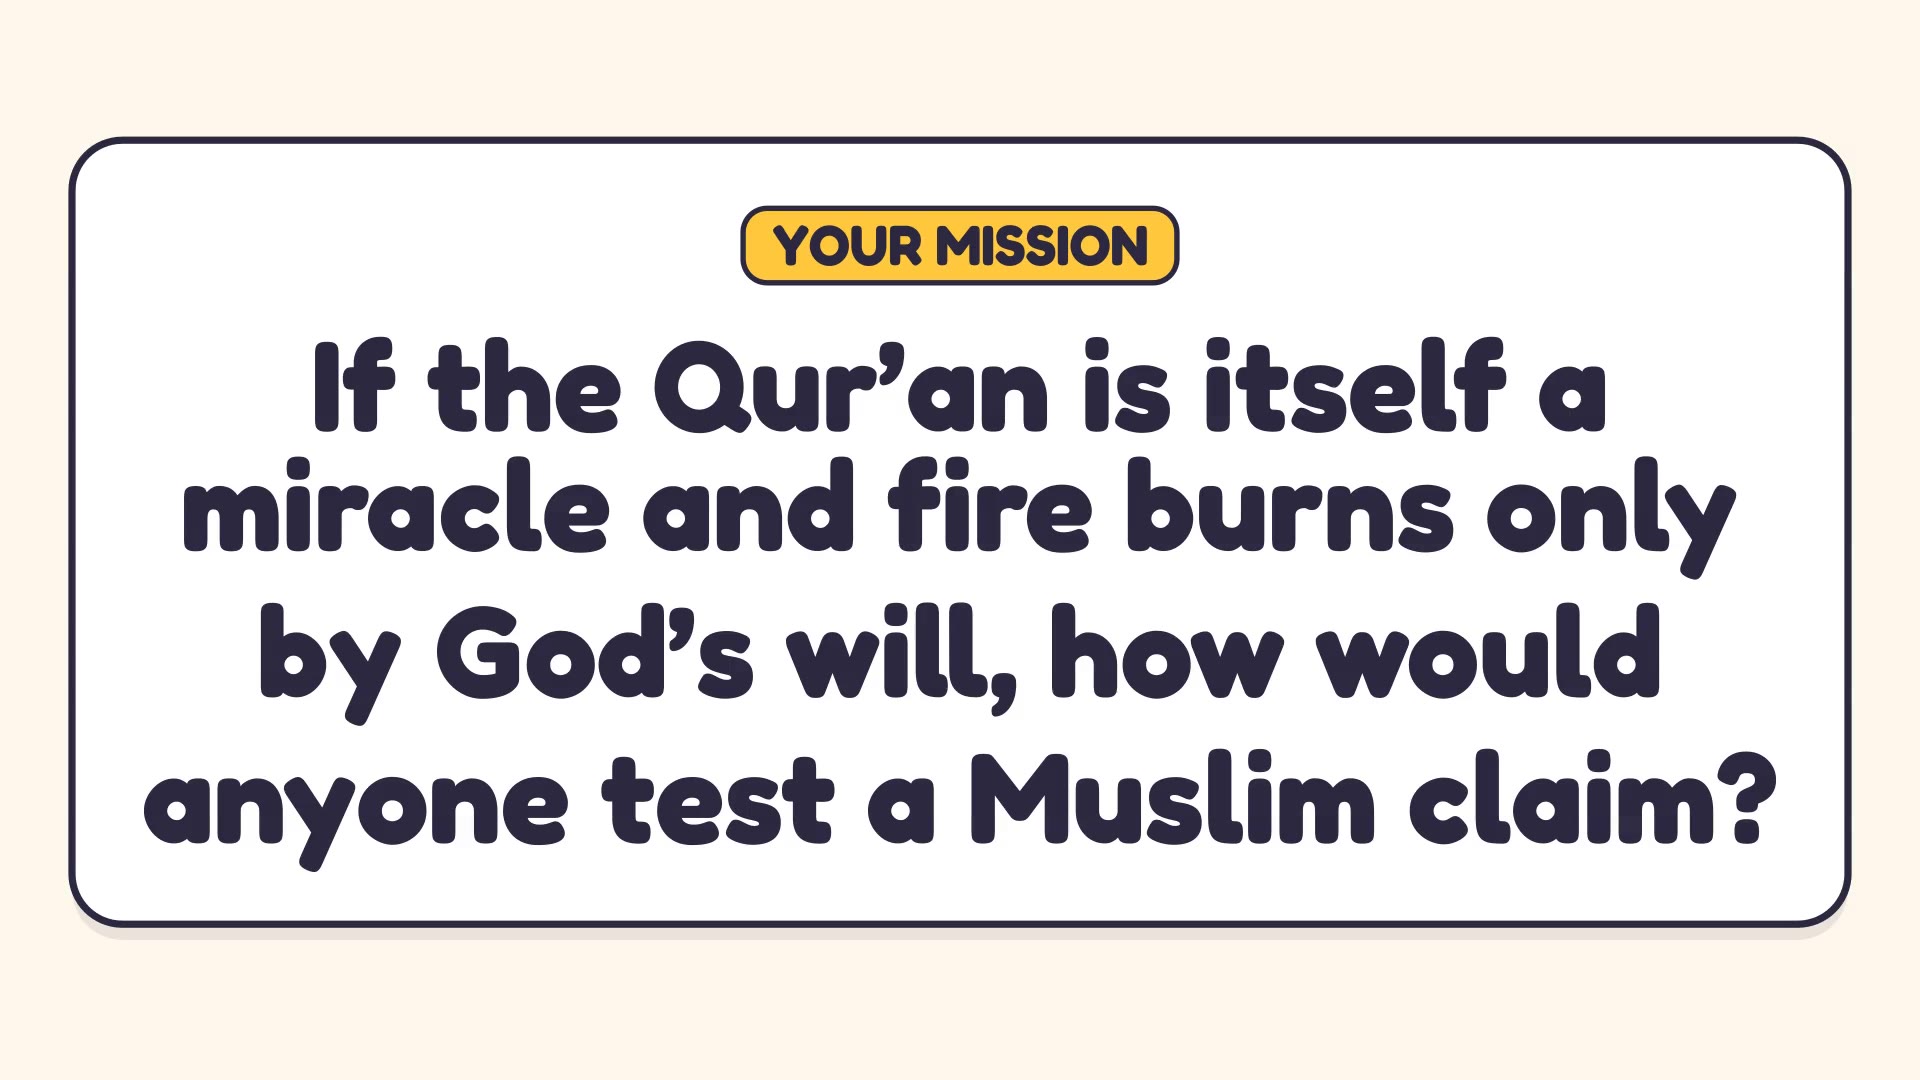 YOUR MISSION
If the Qur’an is itself a
miracle and fire burns only
by God’s will, how would
anyone test a Muslim claim?